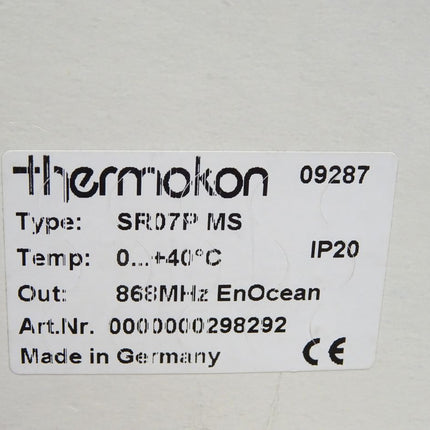 thermokon 09287
Type: SR07P MS
Temp: 0...+40°C IP20
Out: 868MHz EnOcean
Art.Nr. 0000000298292
Made in Germany CE